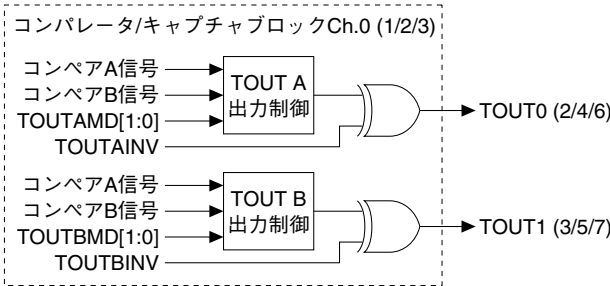 コンパレータ/キャプチャブロックCh.0 (1/2/3)
コンペアA信号
コンペアB信号
TOUTAMD[1:0]
TOUTAINV
TOUT A
出力制御
TOUT0 (2/4/6)
コンペアA信号
コンペアB信号
TOUTBMD[1:0]
TOUTBINV
TOUT B
出力制御
TOUT1 (3/5/7)